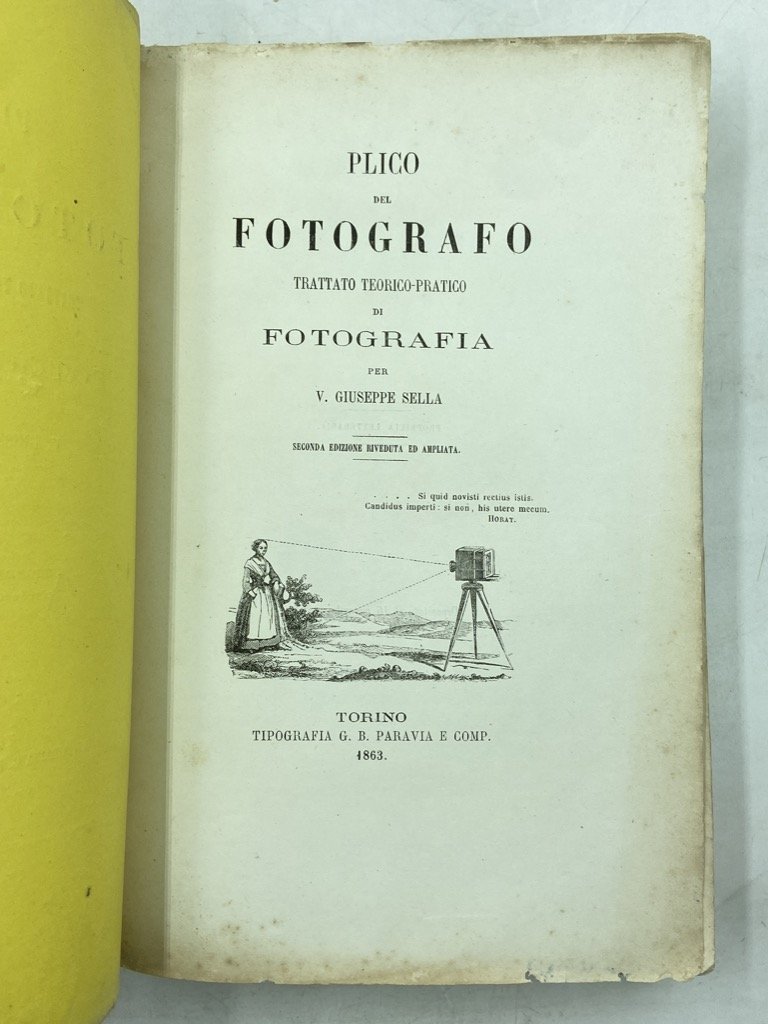 PLICO
DEL
FOTOGRAFO
TRATTATO TEORICO-PRATICO
DI
FOTOGRAFIA
PER
V. GIUSEPPE SELLA
SECONDA EDIZIONE RIVEDUTA ED AMPLIATA.
. . . . Si quid novisti rectius istis.
Candidus imperti: si non, his utere mecum.
HORAT.
TORINO
TIPOGRAFIA G. B. PARAVIA E COMP.
1863.